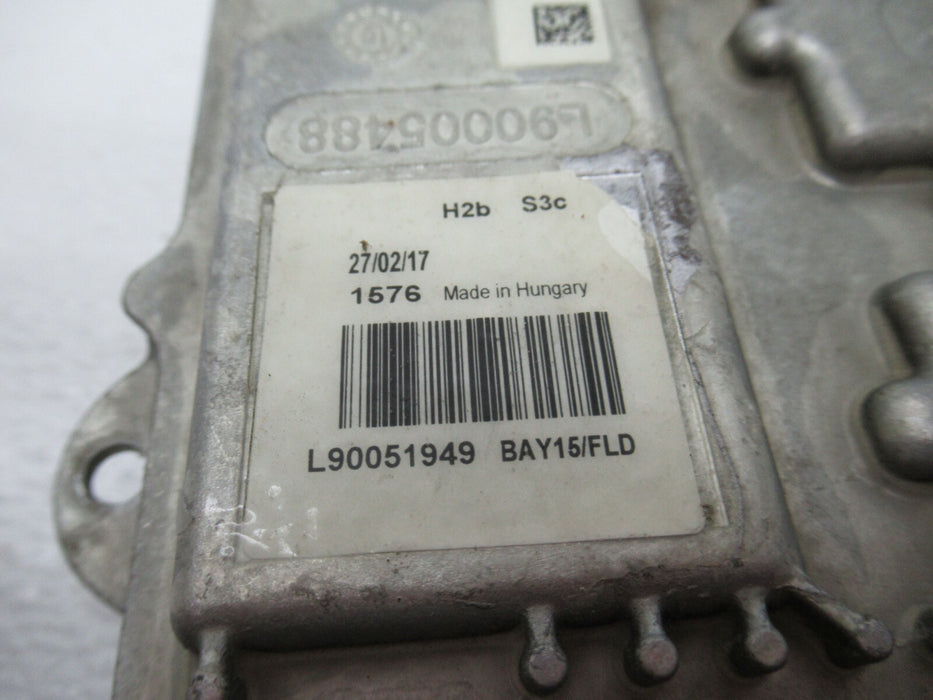 L90005488
H2b S3c
27/02/17
1576 Made in Hungary
L90051949 BAY15/FLD